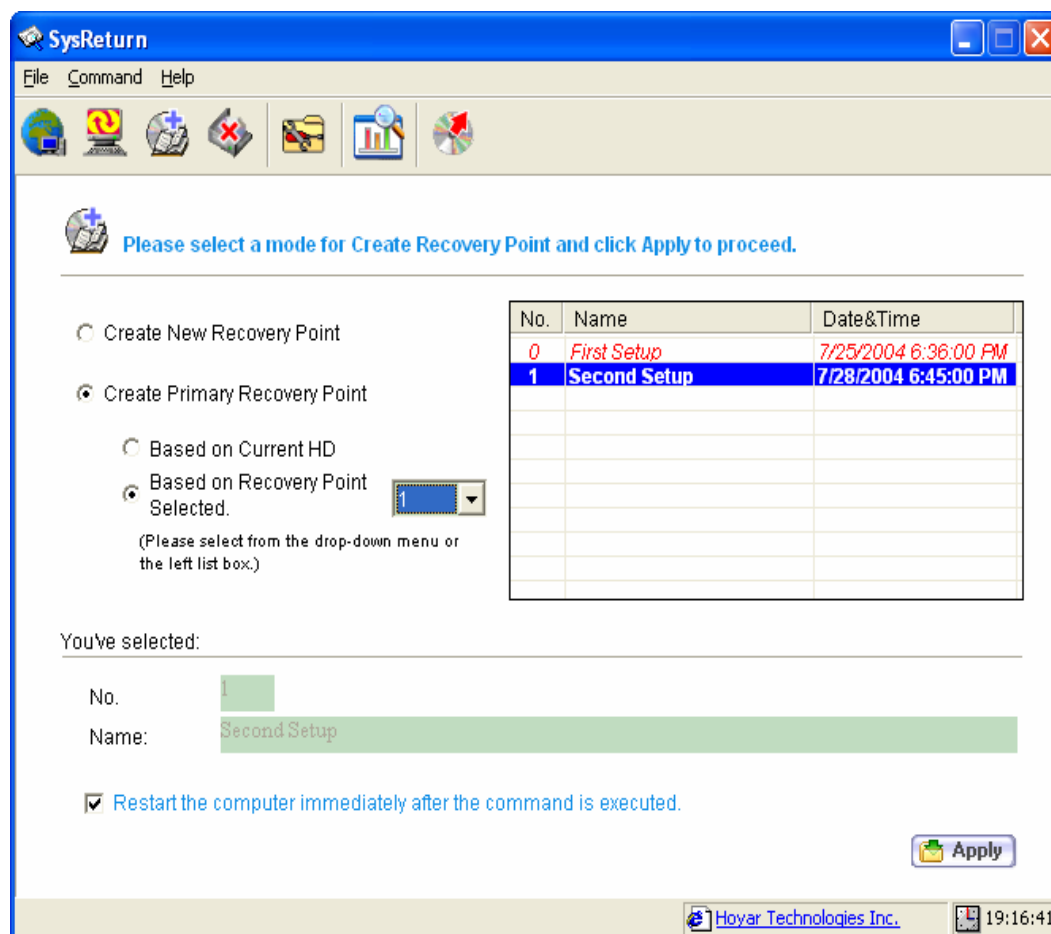 SysReturn
File Command Help
Please select a mode for Create Recovery Point and click Apply to proceed.
Create New Recovery Point
Create Primary Recovery Point
Based on Current HD
Based on Recovery Point
Selected.
1
(Please select from the drop-down menu or
the left list box.)
No. Name Date&Time
0 First Setup 7/25/2004 6:36:00 PM
1 Second Setup 7/28/2004 6:45:00 PM
You've selected:
No. 1
Name: Second Setup
Restart the computer immediately after the command is executed.
Apply
Hoyar Technologies Inc. 19:16:41